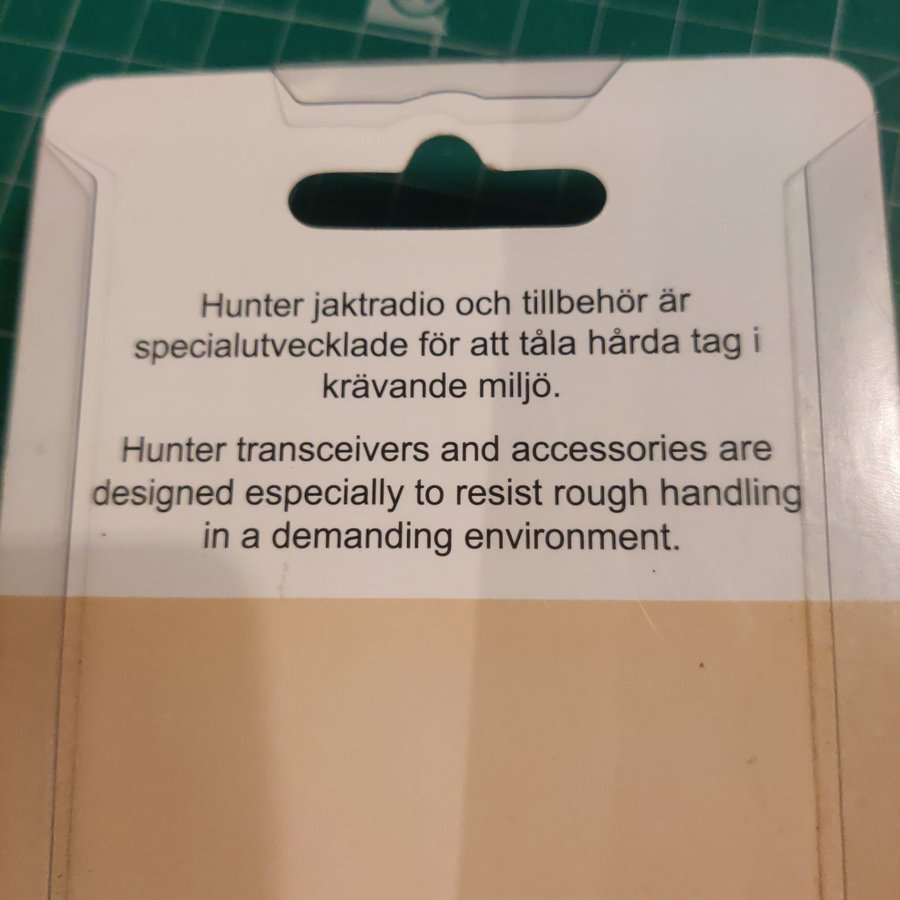 Hunter jaktradio och tillbehör är
specialutvecklade för att tåla hårda tag i
krävande miljö.
Hunter transceivers and accessories are
designed especially to resist rough handling
in a demanding environment.